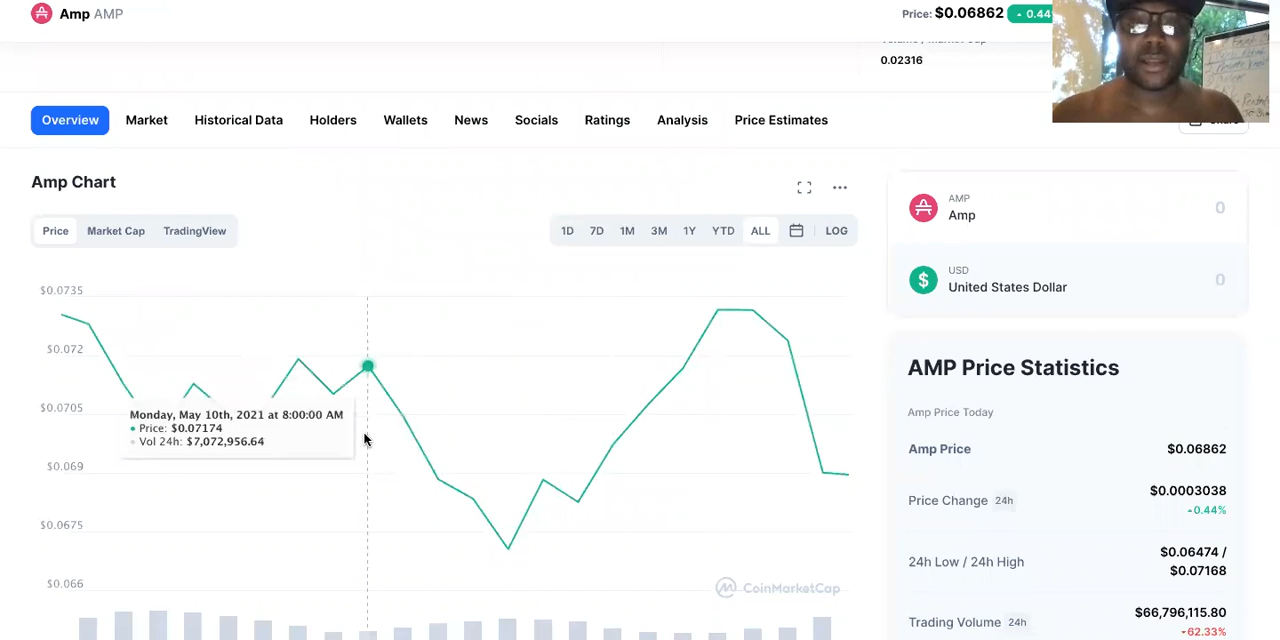 Amp AMP
Price: $0.06862 0.44
0.02316
Overview Market Historical Data Holders Wallets News Socials Ratings Analysis Price Estimates
Amp Chart
Price Market Cap TradingView
1D 7D 1M 3M 1Y YTD ALL LOG
AMP
Amp 0
USD
United States Dollar 0
$0.0735
$0.072
$0.0705
$0.069
$0.0675
$0.066
Monday, May 10th, 2021 at 8:00:00 AM
Price: $0.07174
Vol 24h: $7,072,956.64
CoinMarketCap
AMP Price Statistics
Amp Price Today
Amp Price $0.06862
Price Change 24h $0.0003038
0.44%
24h Low / 24h High $0.06474 /
$0.07168
Trading Volume 24h $66,796,115.80
62.33%